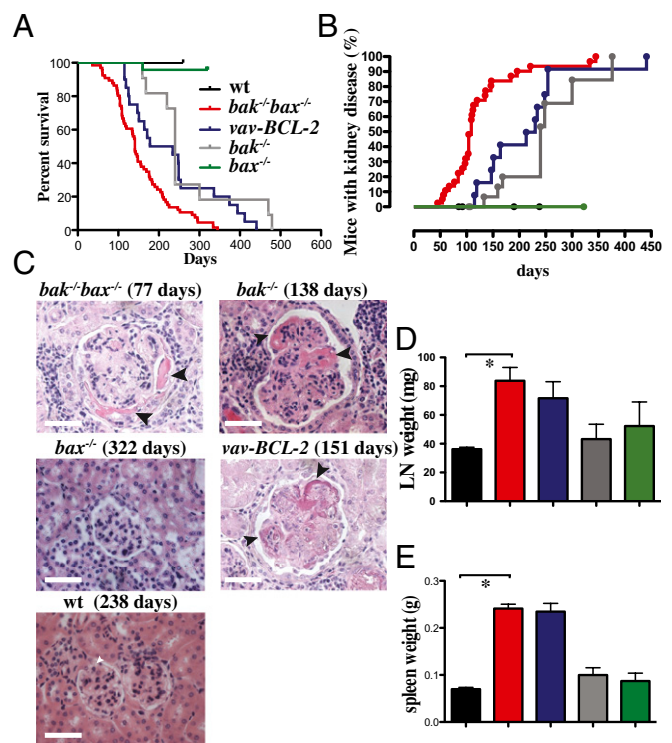 A
Percent survival
100
80
60
40
20
0
0 100 200 300 400 500 600
Days
wt
bak-/-bax-/-
vav-BCL-2
bak-/-
bax-/-
B
Mice with kidney disease (%)
100
90
80
70
60
50
40
30
20
10
0
0 50 100 150 200 250 300 350 400 450
days
C
bak-/-bax-/- (77 days)
bak-/- (138 days)
bax-/- (322 days)
vav-BCL-2 (151 days)
wt (238 days)
D
LN weight (mg)
100
80
60
40
20
0
*
E
spleen weight (g)
0.3
0.2
0.1
0.0
*